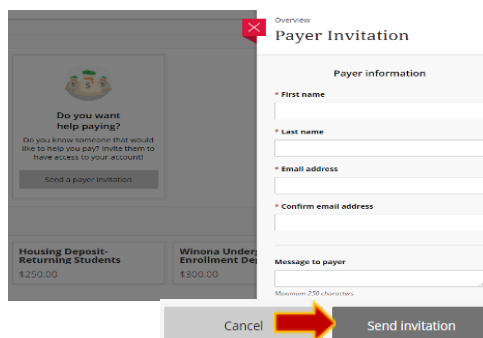 Overview
Payer Invitation
Payer information
* First name
* Last name
* Email address
* Confirm email address
Message to payer
Maximum 250 characters
Do you want
help paying?
Do you know someone that would
like to help you pay? Invite them to
have access to your account!
Send a payer invitation
Housing Deposit-
Returning Students
$250.00
Winona Under
Enrollment De
$300.00
Cancel
Send invitation